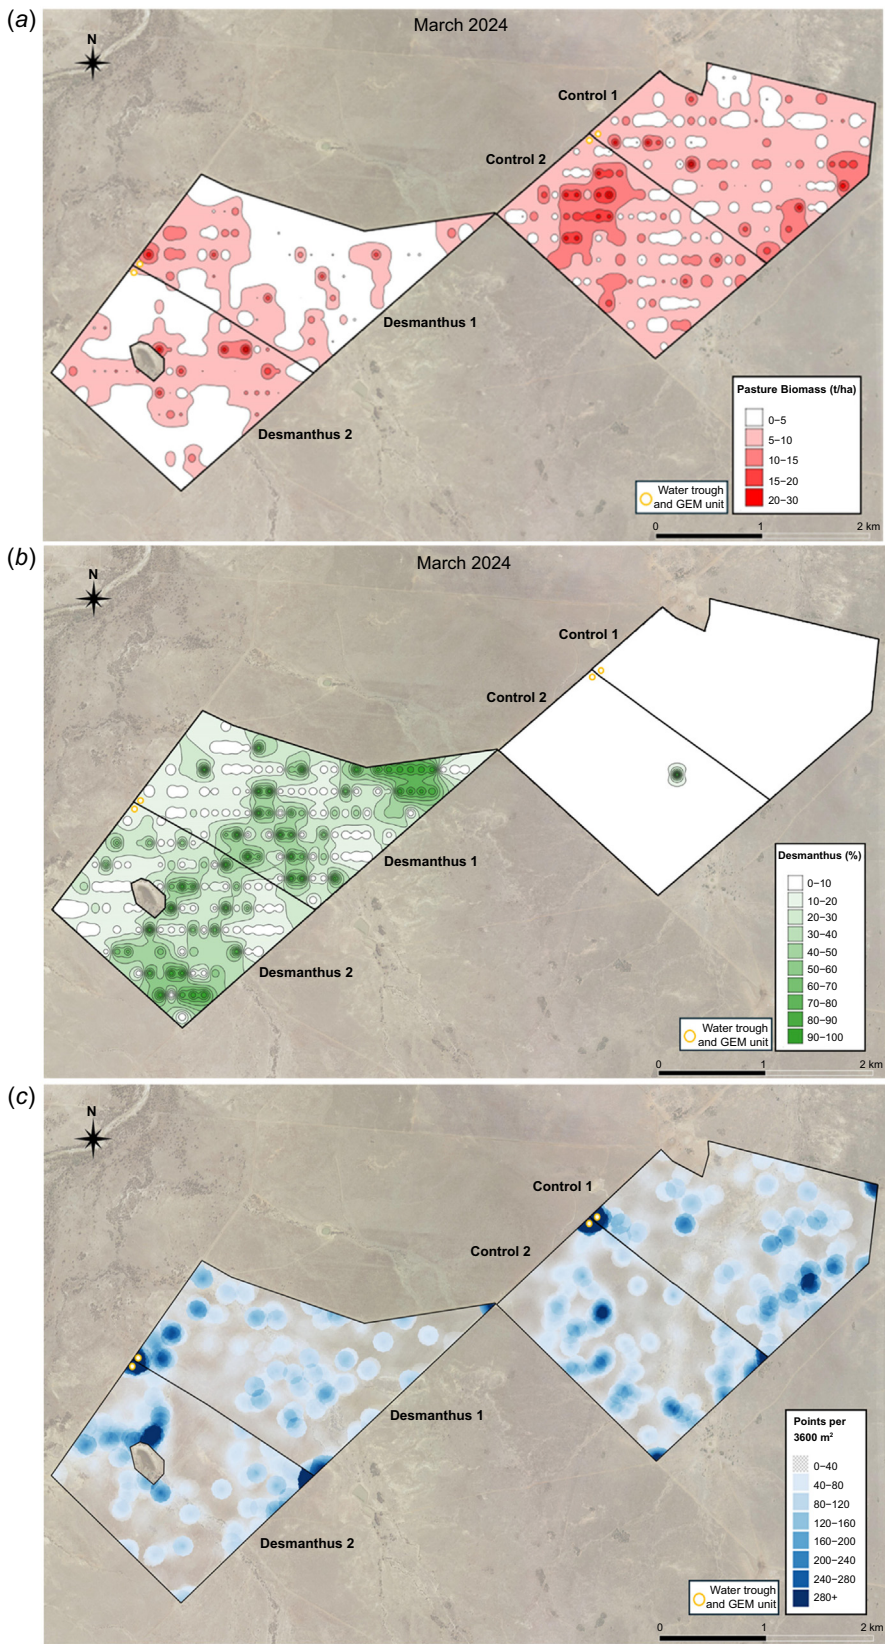 (a)
March 2024
N
Control 1
Control 2
Desmanthus 1
Desmanthus 2
Pasture Biomass (t/ha)
0−5
5−10
10−15
15−20
20−30
Water trough
and GEM unit
0 1 2 km
(b)
March 2024
N
Control 1
Control 2
Desmanthus 1
Desmanthus 2
Desmanthus (%)
0−10
10−20
20−30
30−40
40−50
50−60
60−70
70−80
80−90
90−100
Water trough
and GEM unit
0 1 2 km
(c)
N
Control 1
Control 2
Desmanthus 1
Desmanthus 2
Points per
3600 m²
0−40
40−80
80−120
120−160
160−200
200−240
240−280
280+
Water trough
and GEM unit
0 1 2 km